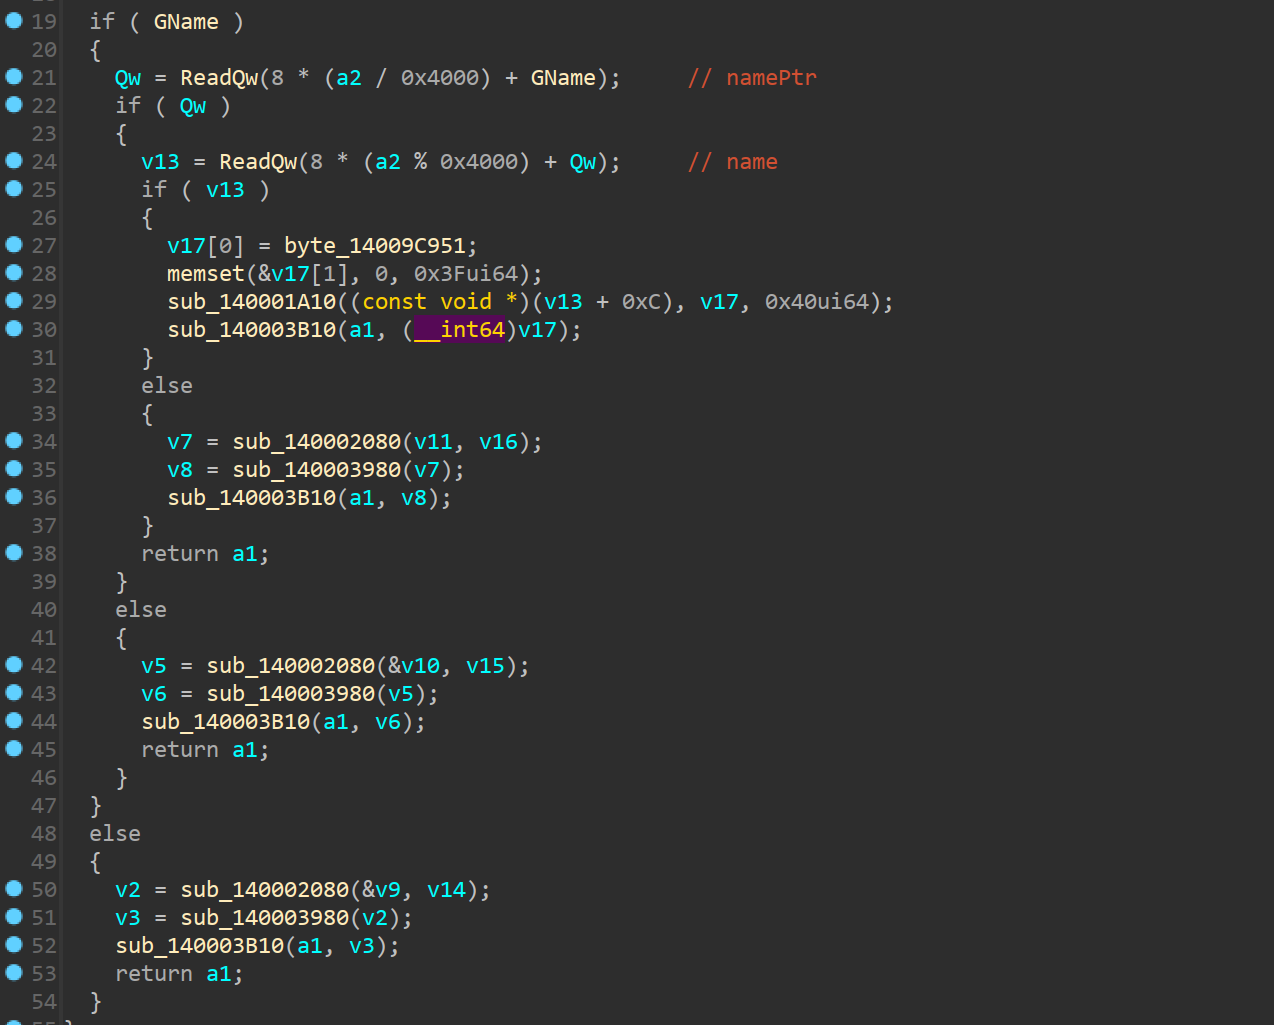 19 if ( GName )
20 {
21 Qw = ReadQw(8 * (a2 / 0x4000) + GName); // namePtr
22 if ( Qw )
23 {
24 v13 = ReadQw(8 * (a2 % 0x4000) + Qw); // name
25 if ( v13 )
26 {
27 v17[0] = byte_14009C951;
28 memset(&v17[1], 0, 0x3Fui64);
29 sub_140001A10((const void *)(v13 + 0xC), v17, 0x40ui64);
30 sub_140003B10(a1, (__int64)v17);
31 }
32 else
33 {
34 v7 = sub_140002080(v11, v16);
35 v8 = sub_140003980(v7);
36 sub_140003B10(a1, v8);
37 }
38 return a1;
39 }
40 else
41 {
42 v5 = sub_140002080(&v10, v15);
43 v6 = sub_140003980(v5);
44 sub_140003B10(a1, v6);
45 return a1;
46 }
47 }
48 else
49 {
50 v2 = sub_140002080(&v9, v14);
51 v3 = sub_140003980(v2);
52 sub_140003B10(a1, v3);
53 return a1;
54 }